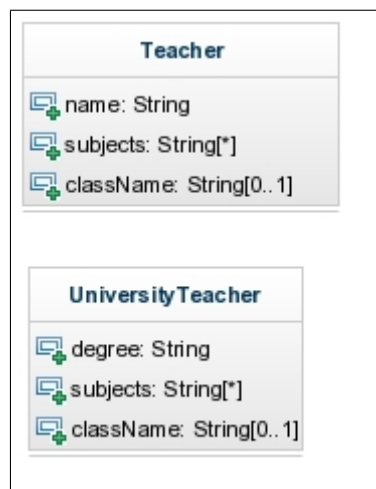 Teacher
name: String
subjects: String[*]
className: String[0..1]
UniversityTeacher
degree: String
subjects: String[*]
className: String[0..1]